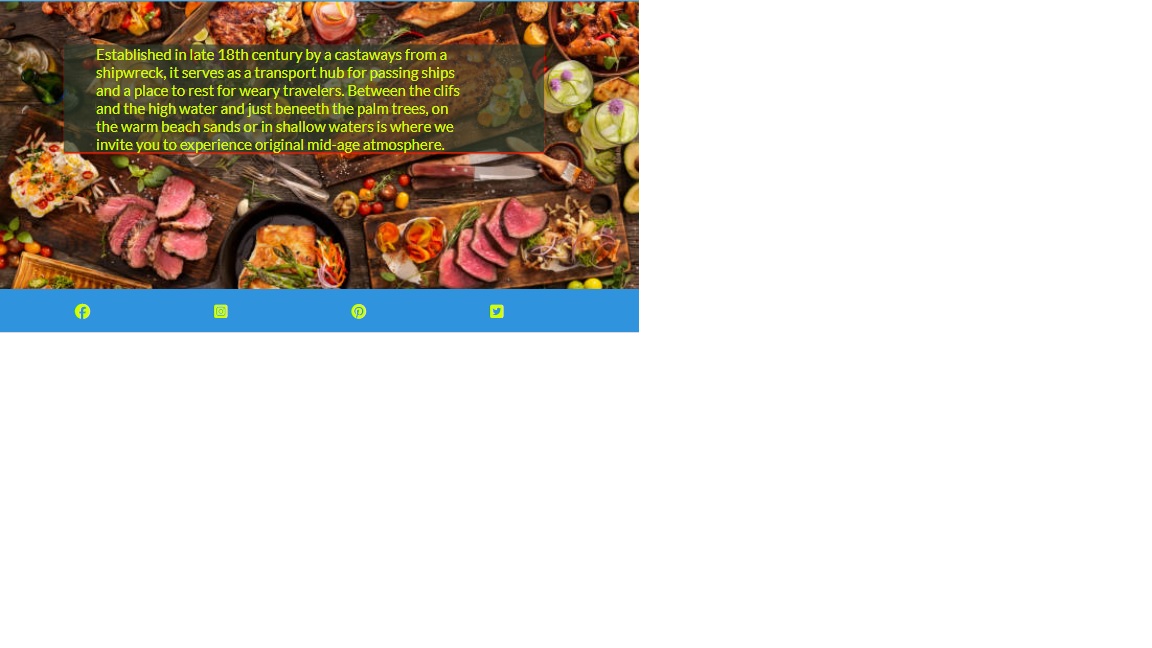 Established in late 18th century by a castaways from a
shipwreck, it serves as a transport hub for passing ships
and a place to rest for weary travelers. Between the clifs
and the high water and just beneeth the palm trees, on
the warm beach sands or in shallow waters is where we
invite you to experience original mid-age atmosphere.